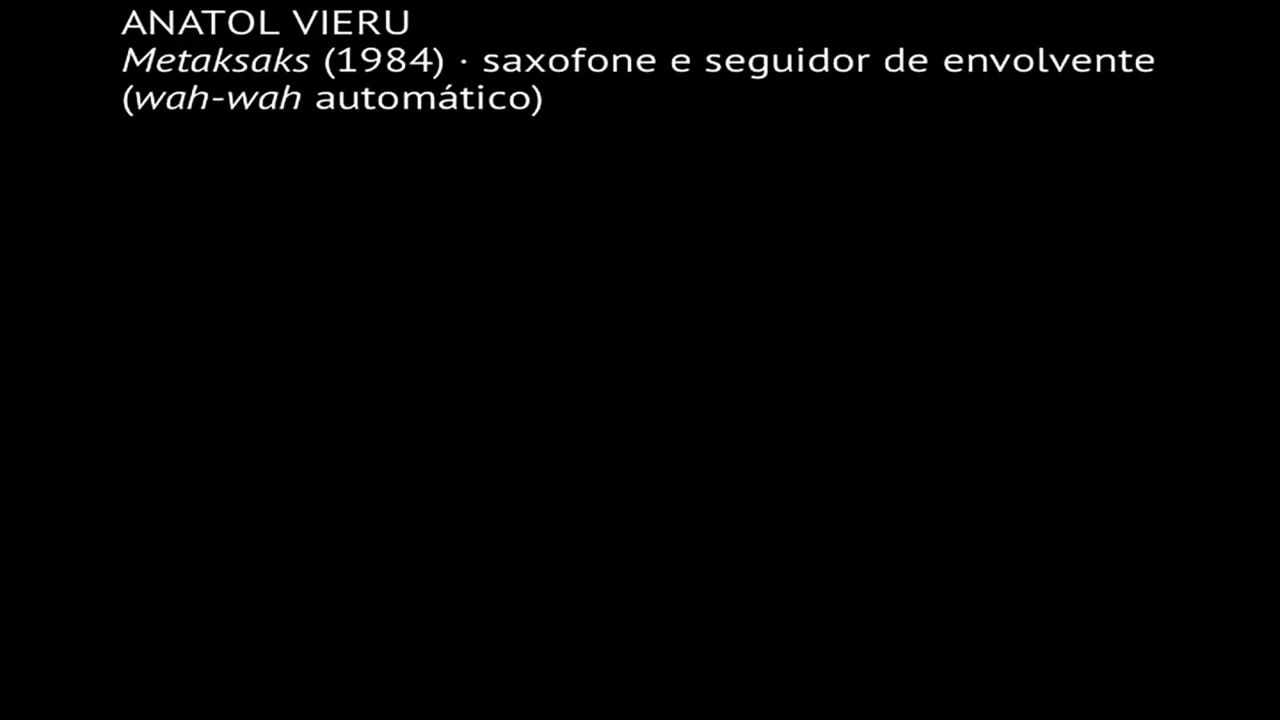 ANATOL VIERU
Metaksaks (1984) · saxofone e seguidor de envolvente
(wah-wah automático)